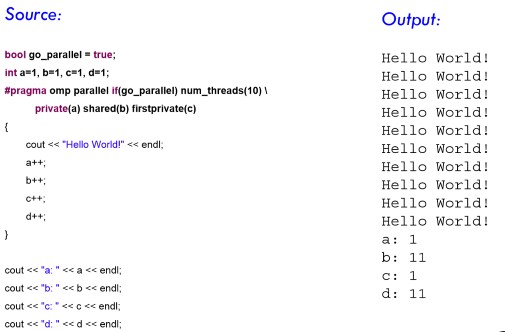 Source:
bool go_parallel = true;
int a=1, b=1, c=1, d=1;
#pragma omp parallel if(go_parallel) num_threads(10) \
private(a) shared(b) firstprivate(c)
{
cout << "Hello World!" << endl;
a++;
b++;
c++;
d++;
}
cout << "a: " << a << endl;
cout << "b: " << b << endl;
cout << "c: " << c << endl;
cout << "d: " << d << endl;
Output:
Hello World!
Hello World!
Hello World!
Hello World!
Hello World!
Hello World!
Hello World!
Hello World!
Hello World!
Hello World!
a: 1
b: 11
c: 1
d: 11